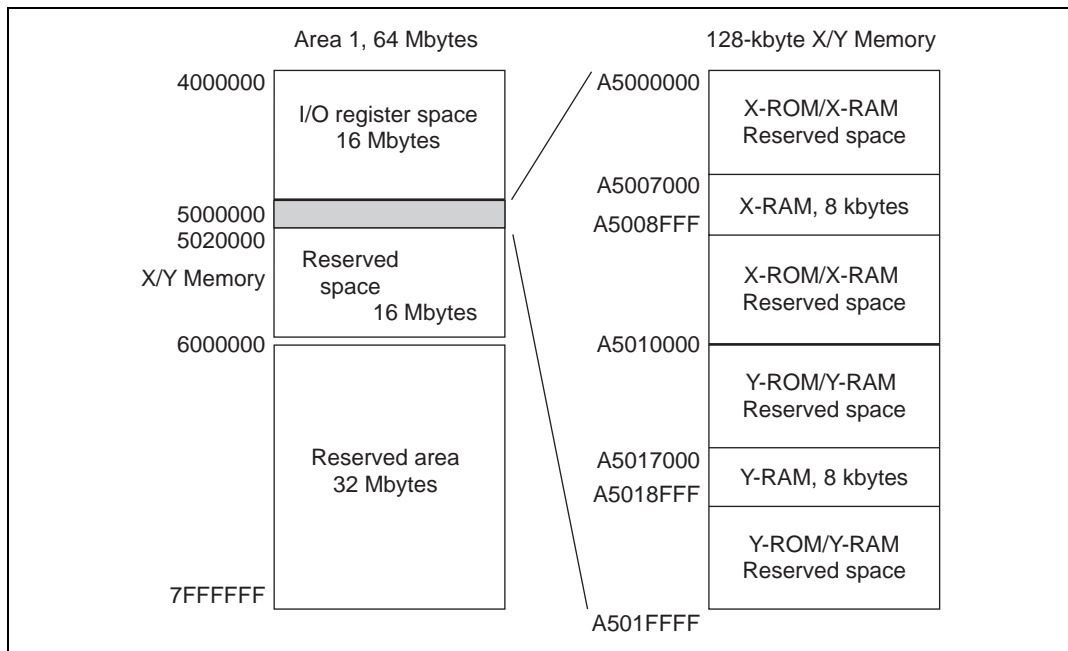 Area 1, 64 Mbytes
4000000
I/O register space
16 Mbytes
5000000
5020000
X/Y Memory
Reserved
space
16 Mbytes
6000000
Reserved area
32 Mbytes
7FFFFFF
128-kbyte X/Y Memory
A5000000
X-ROM/X-RAM
Reserved space
A5007000
X-RAM, 8 kbytes
A5008FFF
X-ROM/X-RAM
Reserved space
A5010000
Y-ROM/Y-RAM
Reserved space
A5017000
Y-RAM, 8 kbytes
A5018FFF
Y-ROM/Y-RAM
Reserved space
A501FFFF